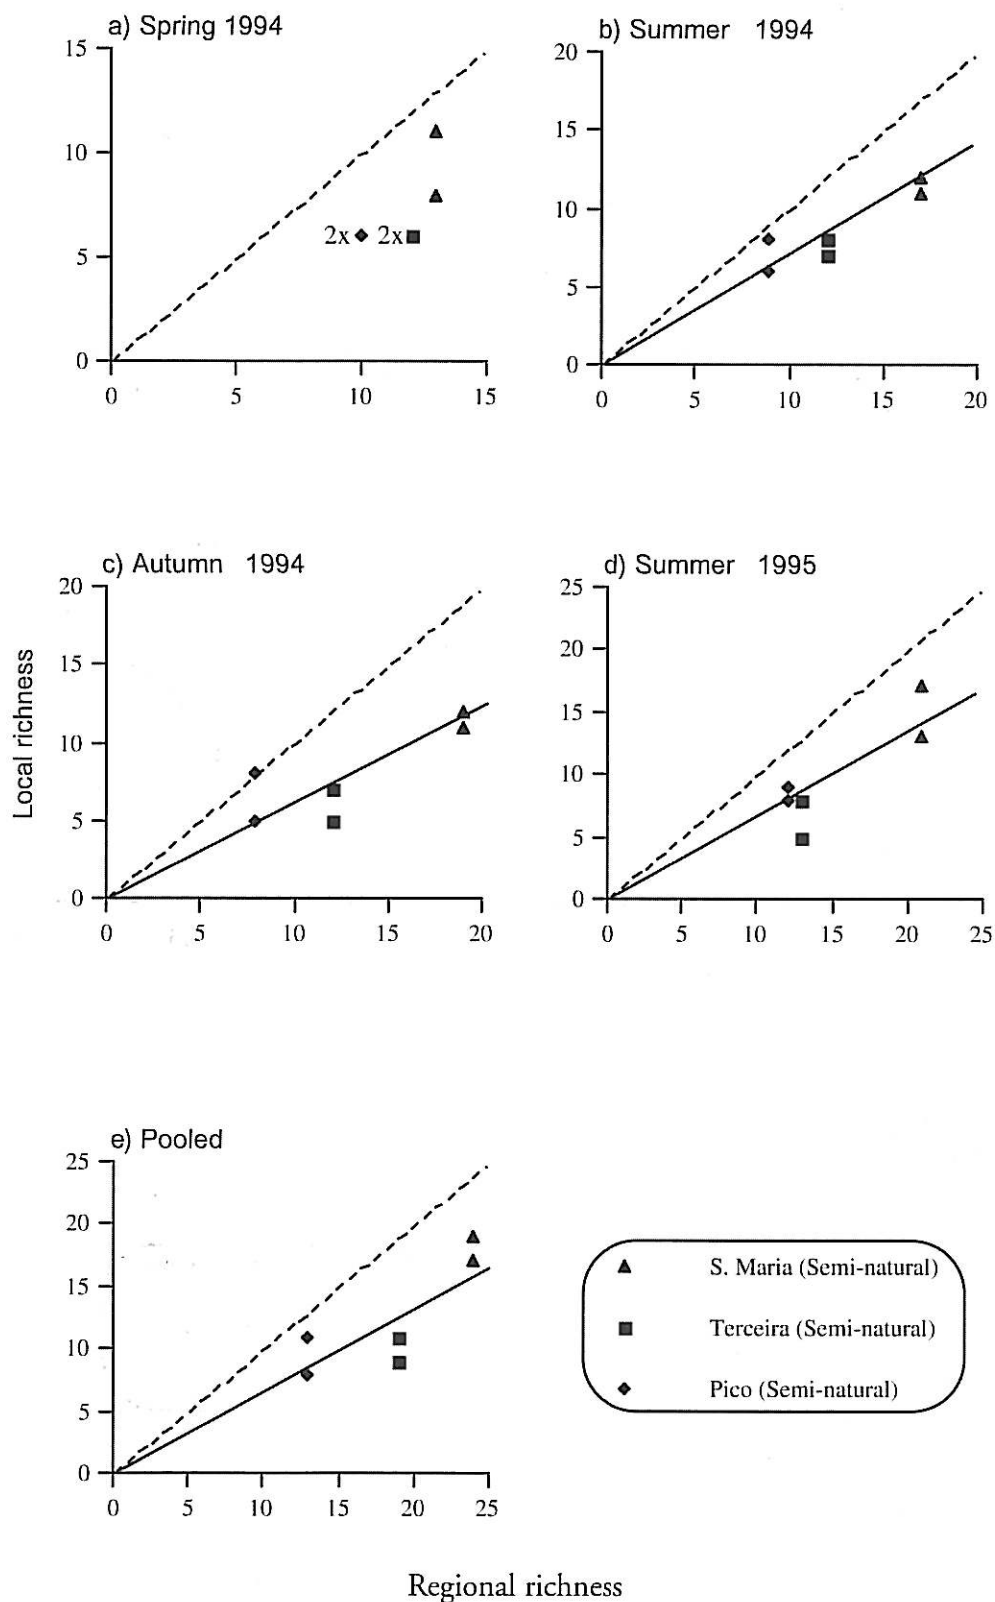 a) Spring 1994
15
10
5
0
2x 2x
0 5 10 15
b) Summer 1994
20
15
10
5
0
0 5 10 15 20
c) Autumn 1994
20
15
10
5
0
0 5 10 15 20
d) Summer 1995
25
20
15
10
5
0
0 5 10 15 20 25
Local richness
e) Pooled
25
20
15
10
5
0
0 5 10 15 20 25
S. Maria (Semi-natural)
Terceira (Semi-natural)
Pico (Semi-natural)
Regional richness